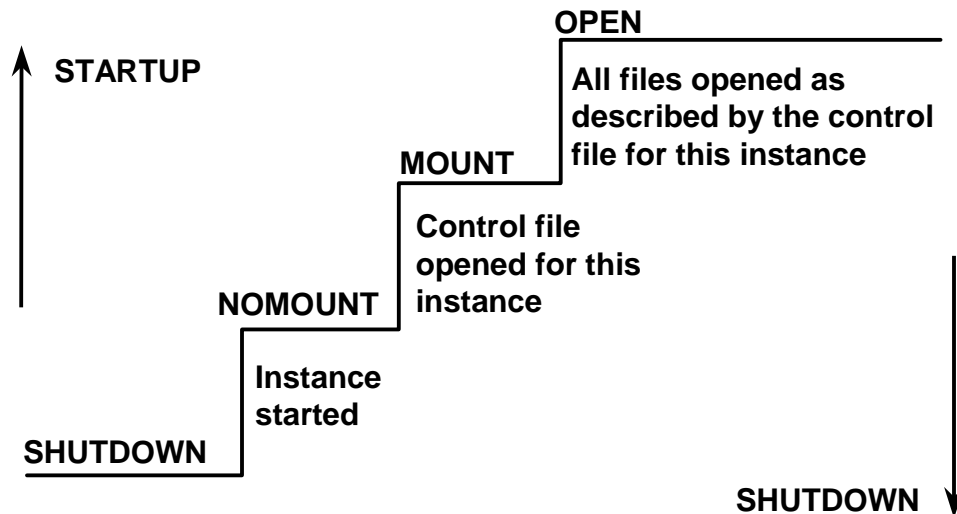 OPEN
STARTUP
All files opened as
described by the control
file for this instance
MOUNT
Control file
opened for this
instance
NOMOUNT
Instance
started
SHUTDOWN
SHUTDOWN